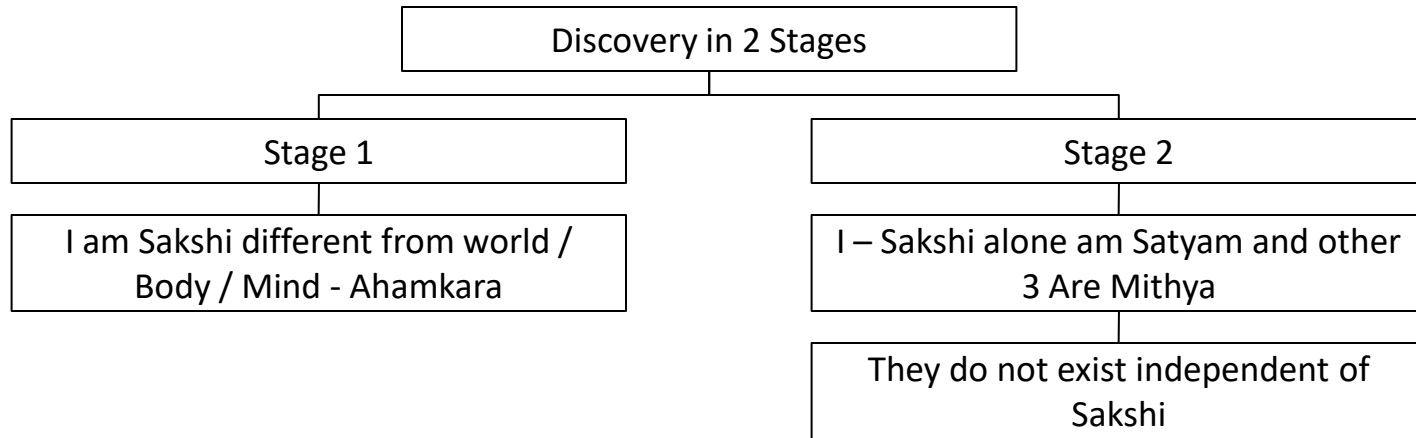 Discovery in 2 Stages
Stage 1
I am Sakshi different from world /
Body / Mind - Ahamkara
Stage 2
I – Sakshi alone am Satyam and other
3 Are Mithya
They do not exist independent of
Sakshi